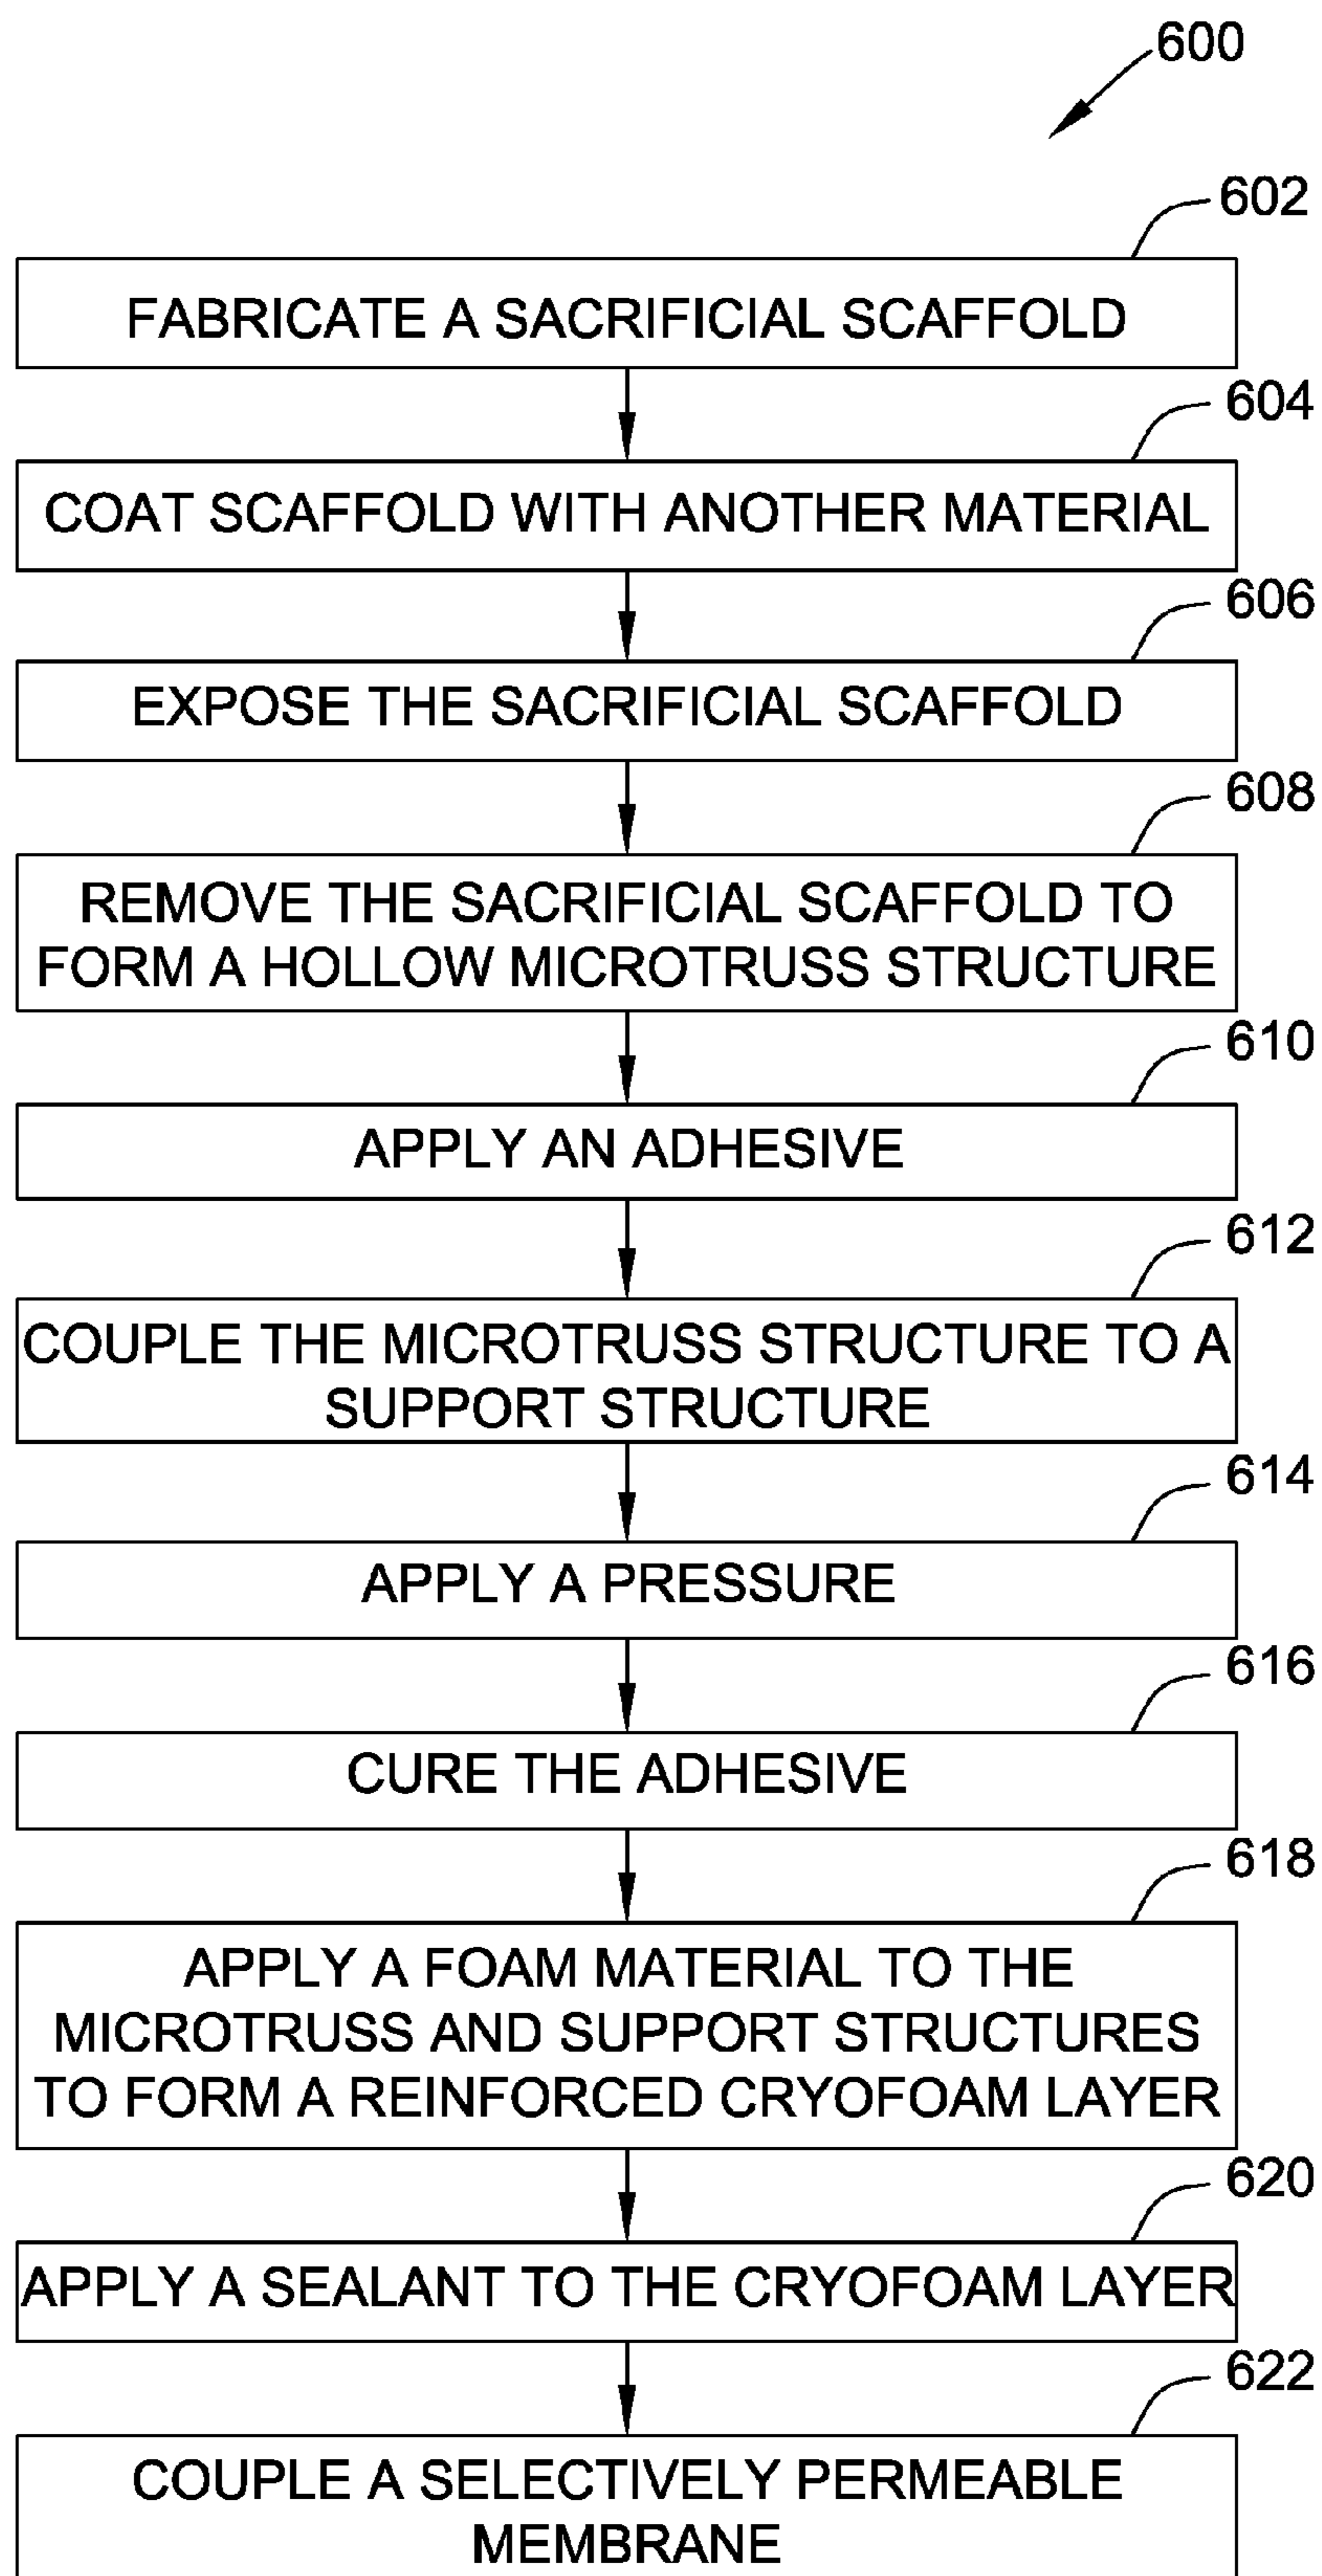 600
602
FABRICATE A SACRIFICIAL SCAFFOLD
604
COAT SCAFFOLD WITH ANOTHER MATERIAL
606
EXPOSE THE SACRIFICIAL SCAFFOLD
608
REMOVE THE SACRIFICIAL SCAFFOLD TO
FORM A HOLLOW MICROTRUSS STRUCTURE
610
APPLY AN ADHESIVE
612
COUPLE THE MICROTRUSS STRUCTURE TO A
SUPPORT STRUCTURE
614
APPLY A PRESSURE
616
CURE THE ADHESIVE
618
APPLY A FOAM MATERIAL TO THE
MICROTRUSS AND SUPPORT STRUCTURES
TO FORM A REINFORCED CRYOFOAM LAYER
620
APPLY A SEALANT TO THE CRYOFOAM LAYER
622
COUPLE A SELECTIVELY PERMEABLE
MEMBRANE